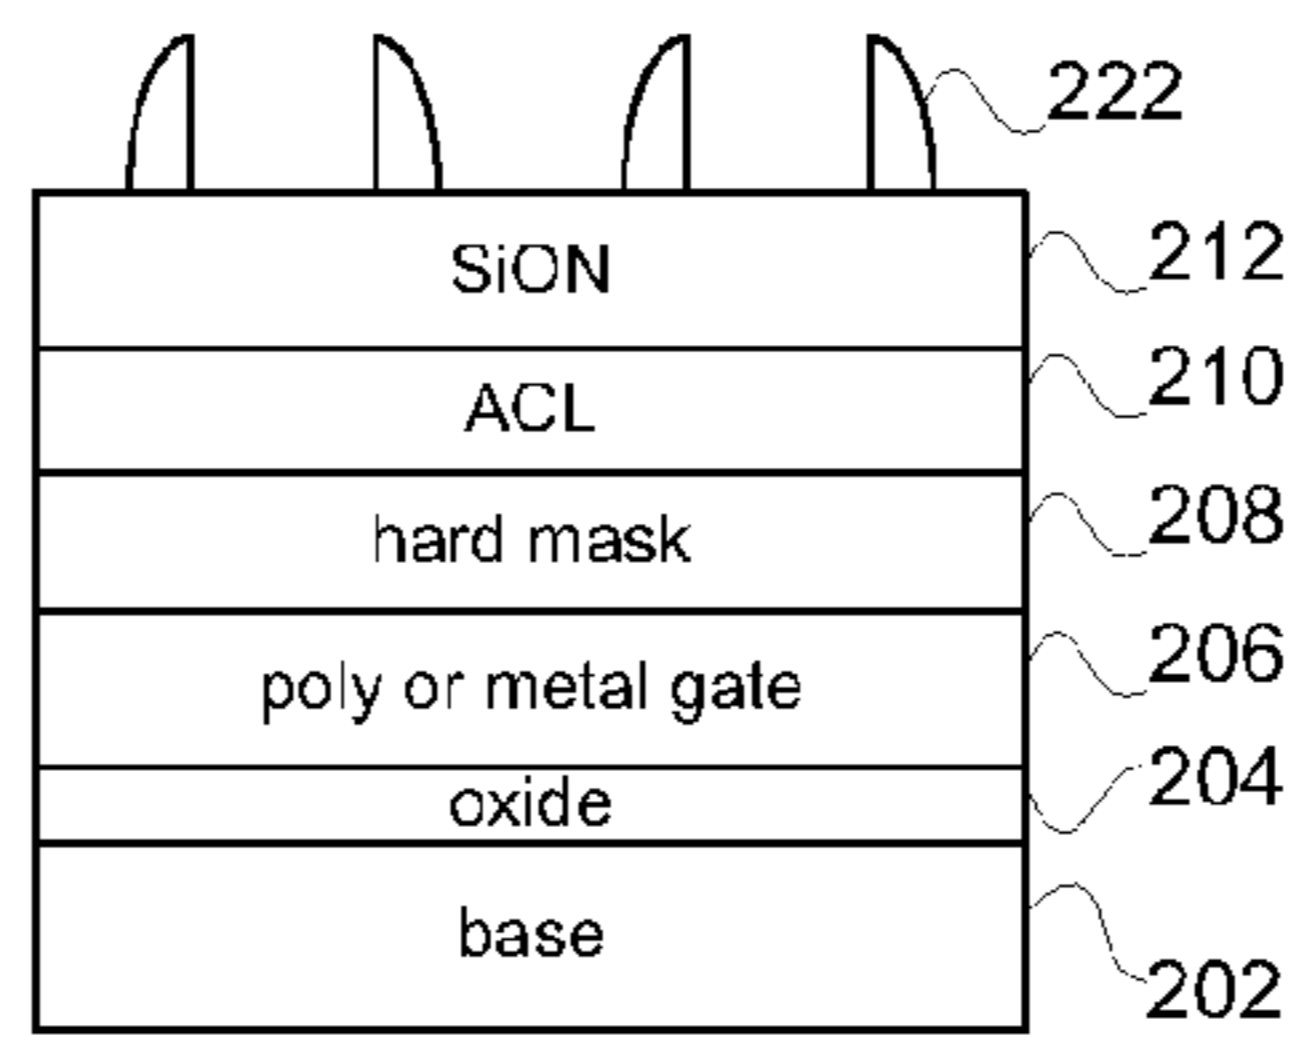 222
SiON 212
ACL 210
hard mask 208
poly or metal gate 206
oxide 204
base 202